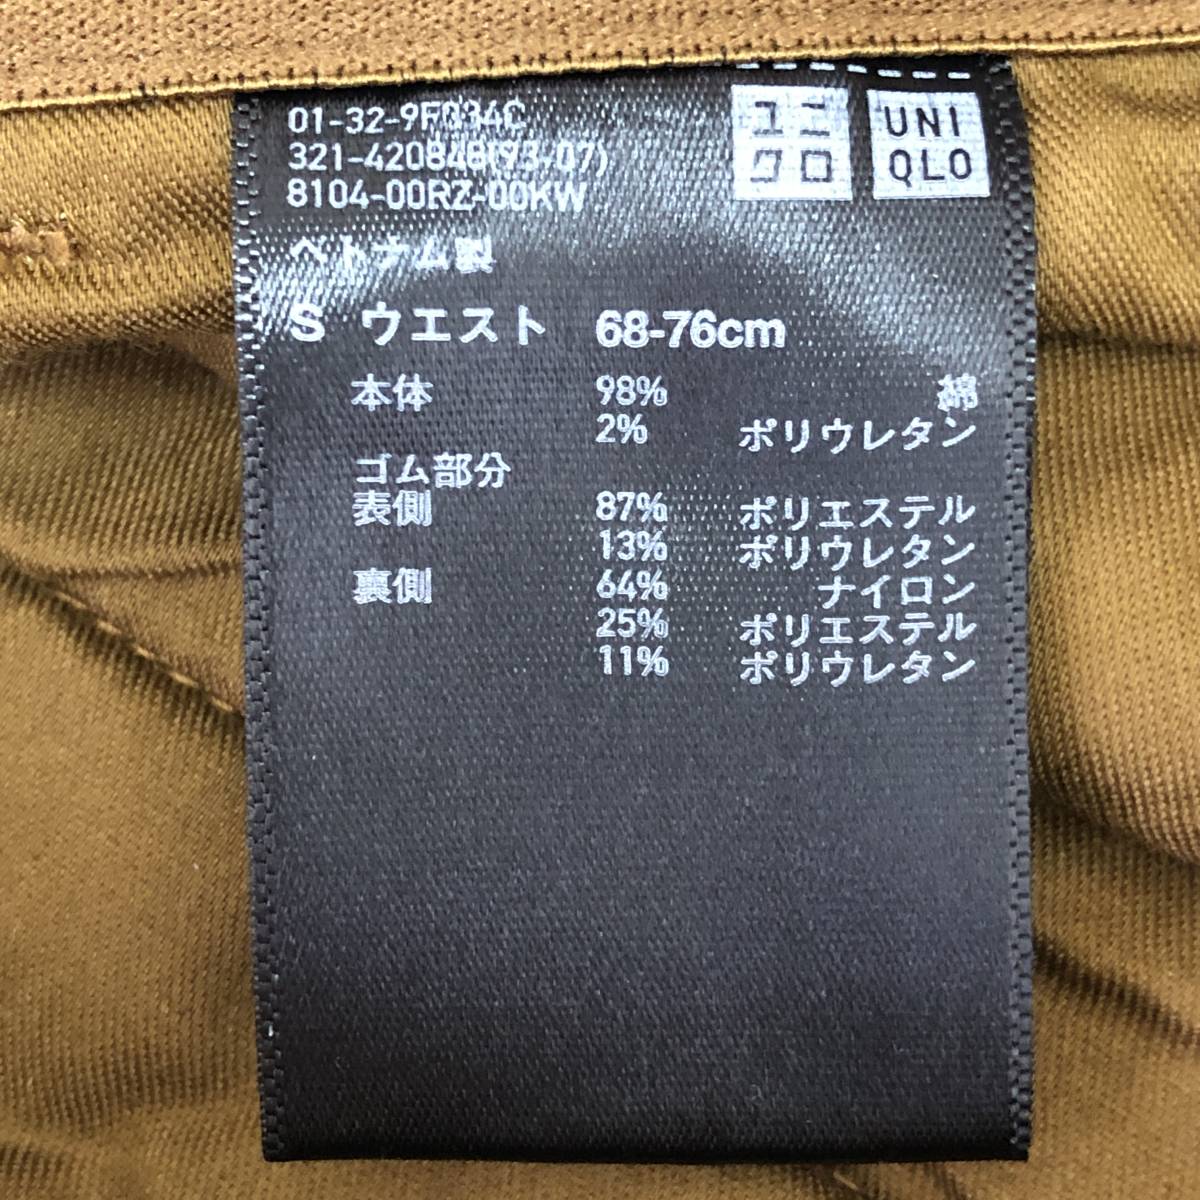 01-32-9F034C
321-420848(93-07)
8104-00RZ-00KW
ユニ
クロ
UNI
QLO
ベトナム製
S ウエスト 68-76cm
本体 98% 綿
2% ポリウレタン
ゴム部分
表側 87% ポリエステル
13% ポリウレタン
裏側 64% ナイロン
25% ポリエステル
11% ポリウレタン